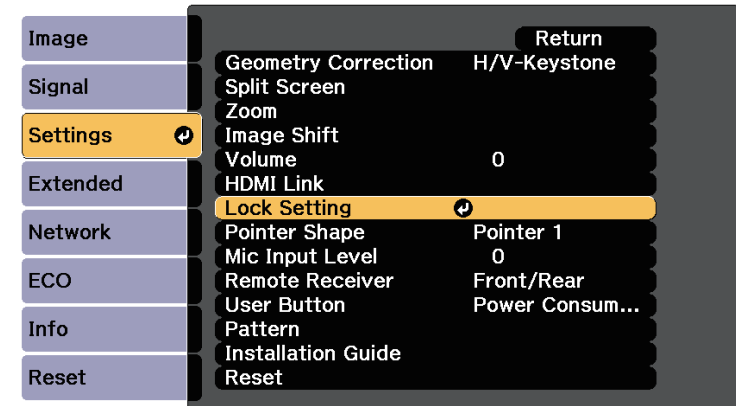 Image
Signal
Settings
Extended
Network
ECO
Info
Reset
Return
Geometry Correction H/V-Keystone
Split Screen
Zoom
Image Shift
Volume 0
HDMI Link
Lock Setting
Pointer Shape Pointer 1
Mic Input Level 0
Remote Receiver Front/Rear
User Button Power Consum...
Pattern
Installation Guide
Reset